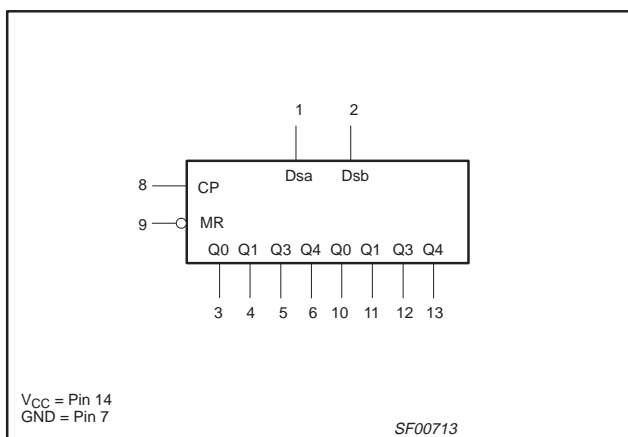 1 2
Dsa Dsb
8 CP
9 MR
Q0 Q1 Q3 Q4 Q0 Q1 Q3 Q4
3 4 5 6 10 11 12 13
VCC = Pin 14
GND = Pin 7
SF00713